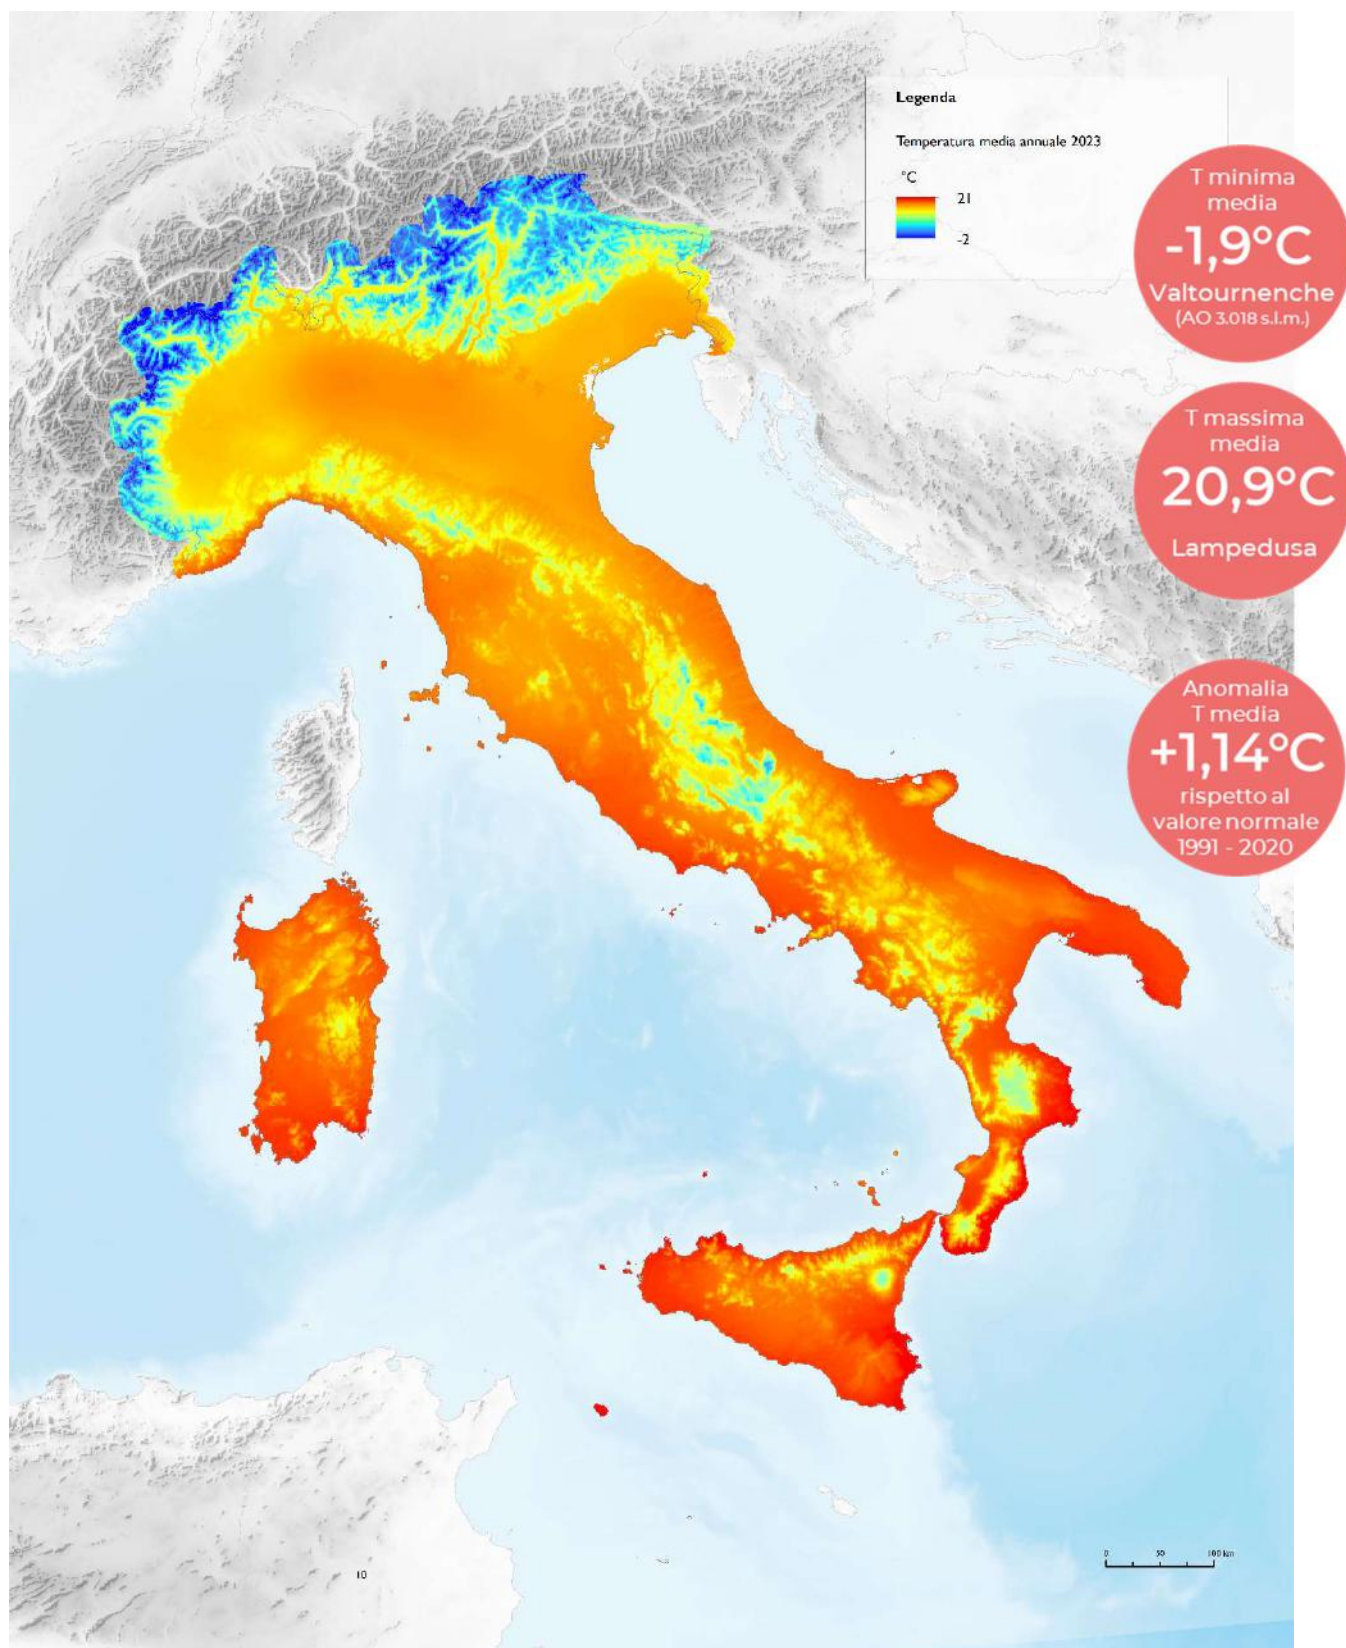 Legenda
Temperatura media annuale 2023
°C
21
-2
T minima
media
-1,9°C
Valtournenche
(AO 3.018 s.l.m.)
T massima
media
20,9°C
Lampedusa
Anomalia
T media
+1,14°C
rispetto al
valore normale
1991 - 2020
0 50 100 km
10